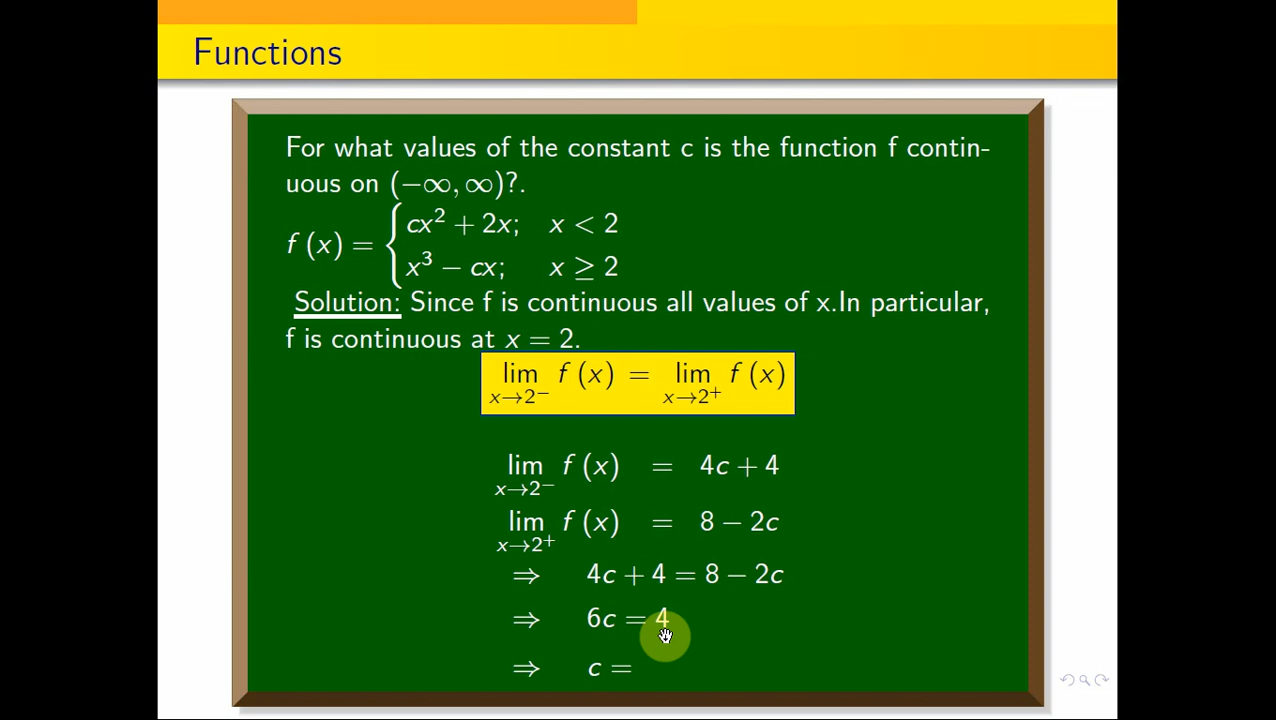 Functions
For what values of the constant c is the function f contin-
uous on (−∞, ∞)?.
f (x) = { cx² + 2x; x < 2
x³ − cx; x ≥ 2
Solution: Since f is continuous all values of x.In particular,
f is continuous at x = 2.
lim x→2⁻ f (x) = lim x→2⁺ f (x)
lim x→2⁻ f (x) = 4c + 4
lim x→2⁺ f (x) = 8 − 2c
⇒ 4c + 4 = 8 − 2c
⇒ 6c = 4
⇒ c =